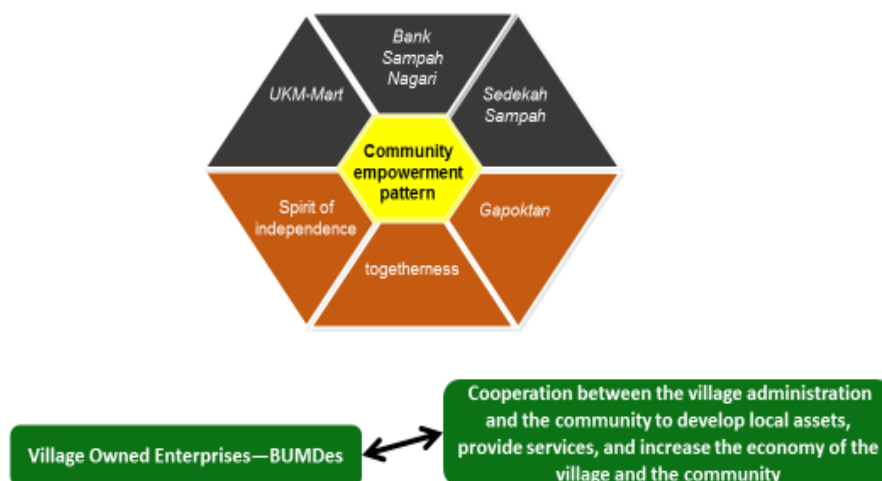 Bank
Sampah
Nagari
UKM-Mart
Sedekah
Sampah
Community
empowerment
pattern
Spirit of
independence
Gapoktan
togetherness
Cooperation between the village administration
and the community to develop local assets,
provide services, and increase the economy of the
village and the community
Village Owned Enterprises—BUMDes